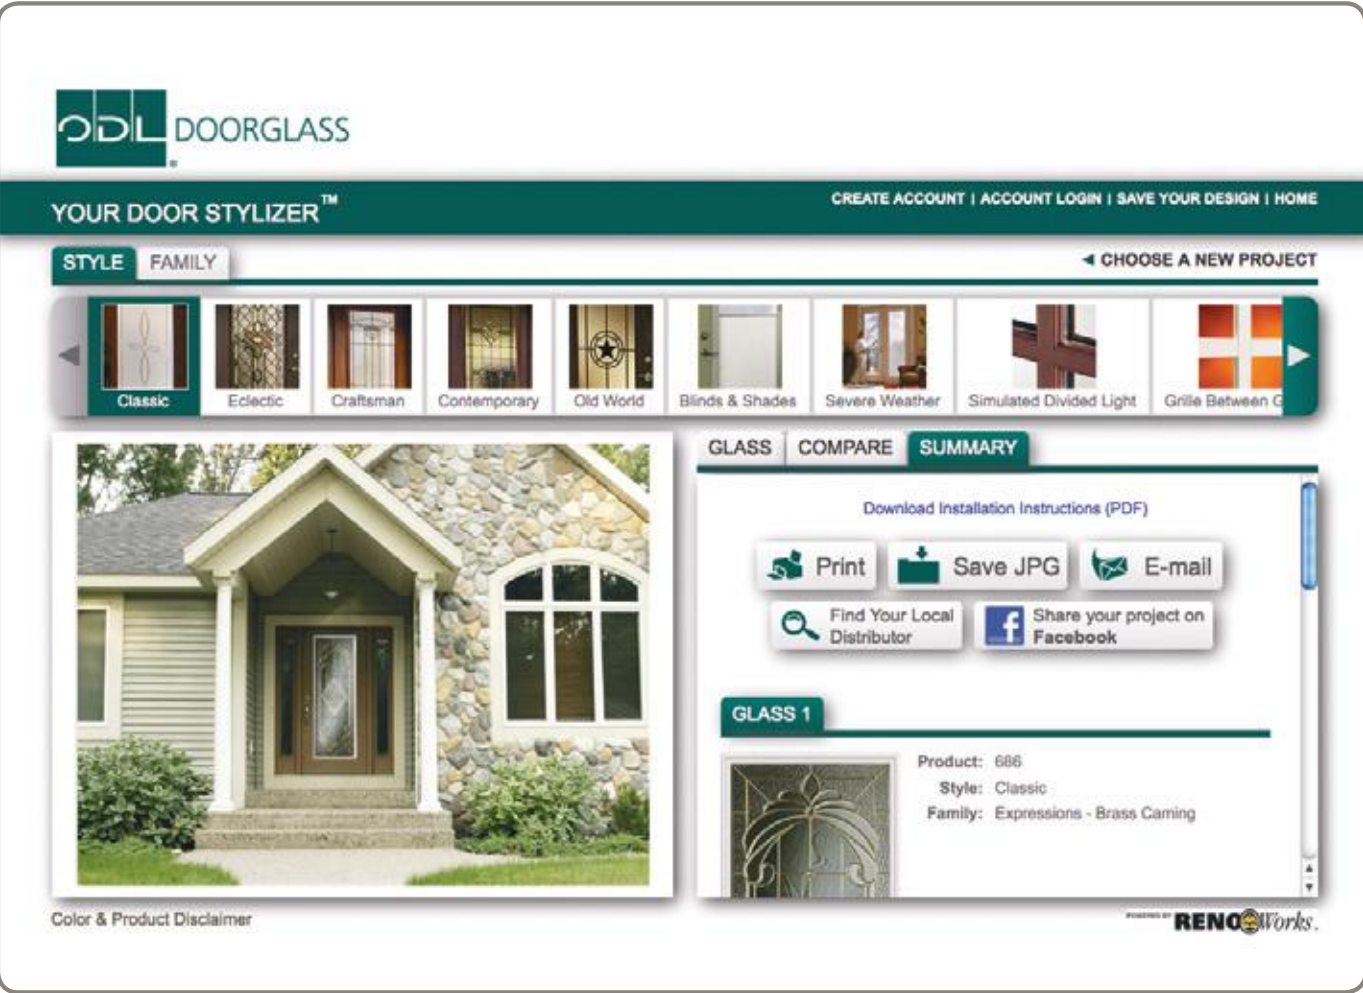 ODL DOORGLASS®
YOUR DOOR STYLIZER™
CREATE ACCOUNT | ACCOUNT LOGIN | SAVE YOUR DESIGN | HOME
STYLE FAMILY
◄ CHOOSE A NEW PROJECT
Classic
Eclectic
Craftsman
Contemporary
Old World
Blinds & Shades
Severe Weather
Simulated Divided Light
Grille Between G
GLASS COMPARE SUMMARY
Download Installation Instructions (PDF)
Print
Save JPG
E-mail
Find Your Local
Distributor
Share your project on
Facebook
GLASS 1
Product: 686
Style: Classic
Family: Expressions - Brass Caming
Color & Product Disclaimer
POWERED BY RENOWorks.